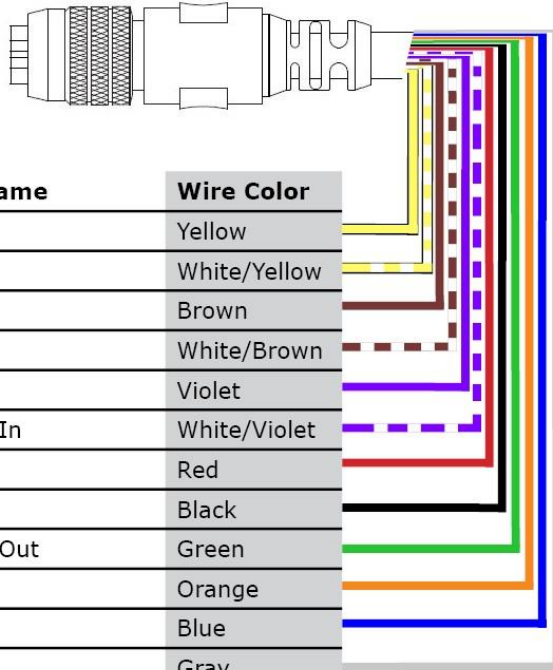 ame Wire Color
Yellow
White/Yellow
Brown
White/Brown
Violet
In White/Violet
Red
Black
Out Green
Orange
Blue
Gray